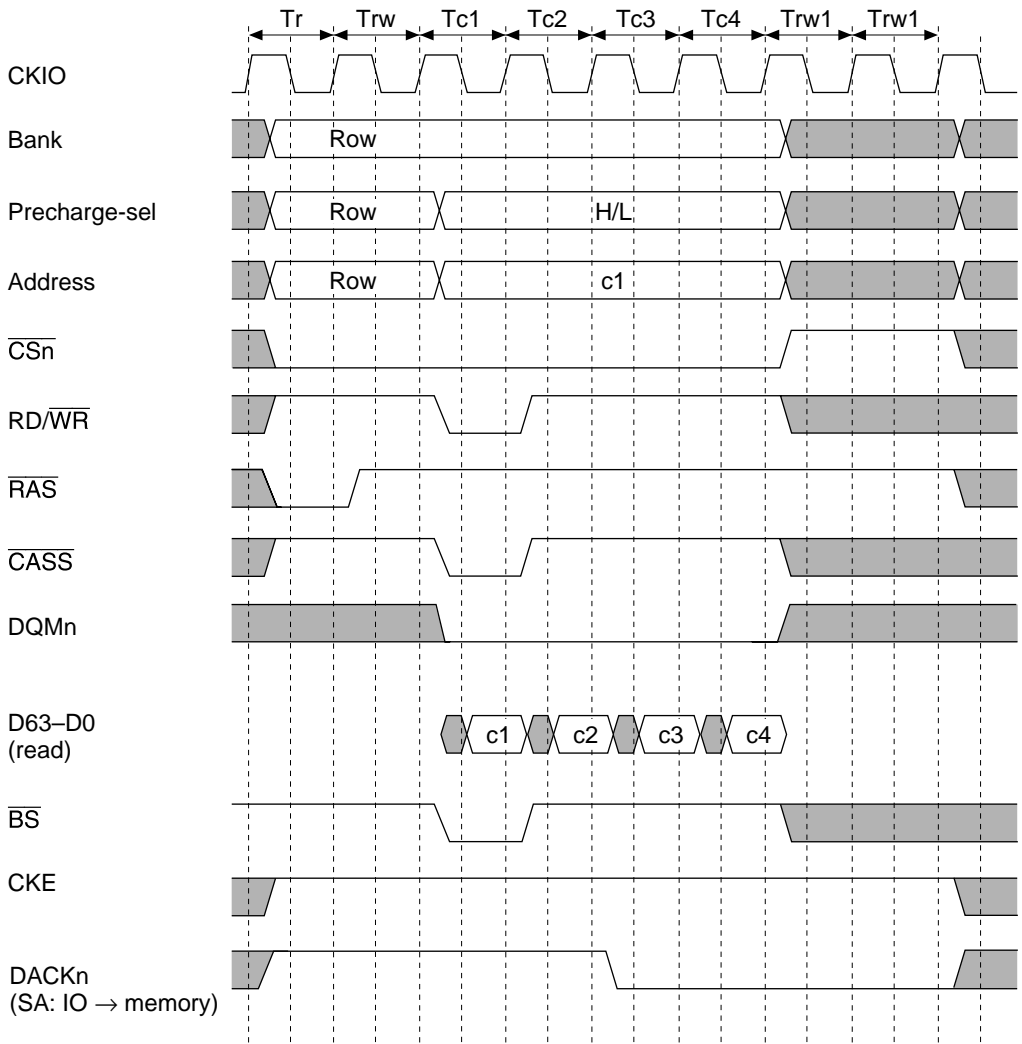 Tr Trw Tc1 Tc2 Tc3 Tc4 Trw1 Trw1
CKIO
Bank Row
Precharge-sel Row H/L
Address Row c1
CSn
RD/WR
RAS
CASS
DQMn
D63–D0
(read)
c1 c2 c3 c4
BS
CKE
DACKn
(SA: IO → memory)